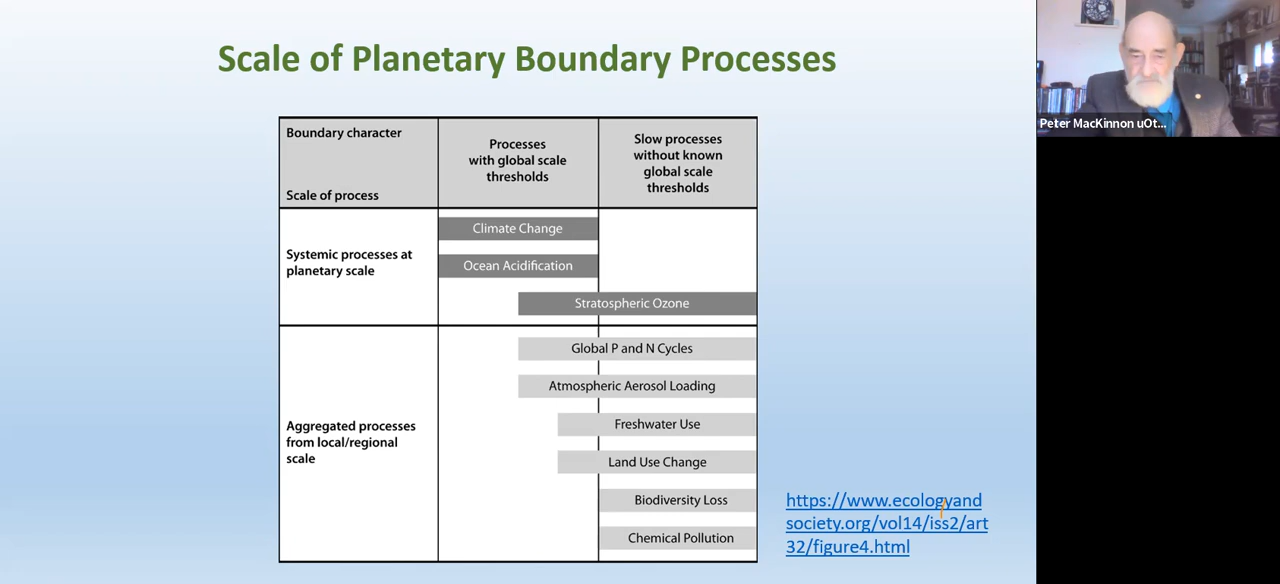 Scale of Planetary Boundary Processes
Boundary character
Scale of process
Processes
with global scale
thresholds
Slow processes
without known
global scale
thresholds
Systemic processes at
planetary scale
Climate Change
Ocean Acidification
Stratospheric Ozone
Aggregated processes
from local/regional
scale
Global P and N Cycles
Atmospheric Aerosol Loading
Freshwater Use
Land Use Change
Biodiversity Loss
Chemical Pollution
https://www.ecologyand
society.org/vol14/iss2/art
32/figure4.html
Peter MacKinnon uOt...